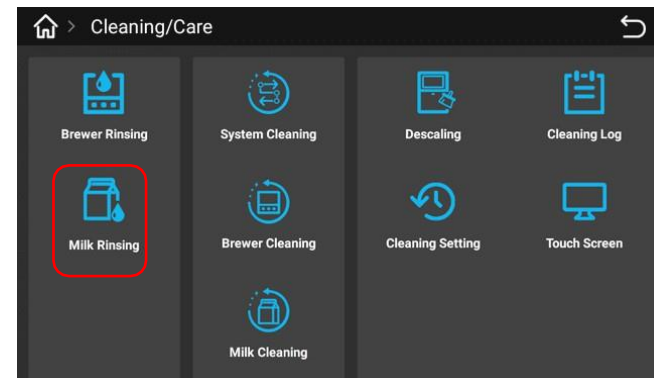 > Cleaning/Care
Brewer Rinsing
System Cleaning
Descaling
Cleaning Log
Milk Rinsing
Brewer Cleaning
Cleaning Setting
Touch Screen
Milk Cleaning